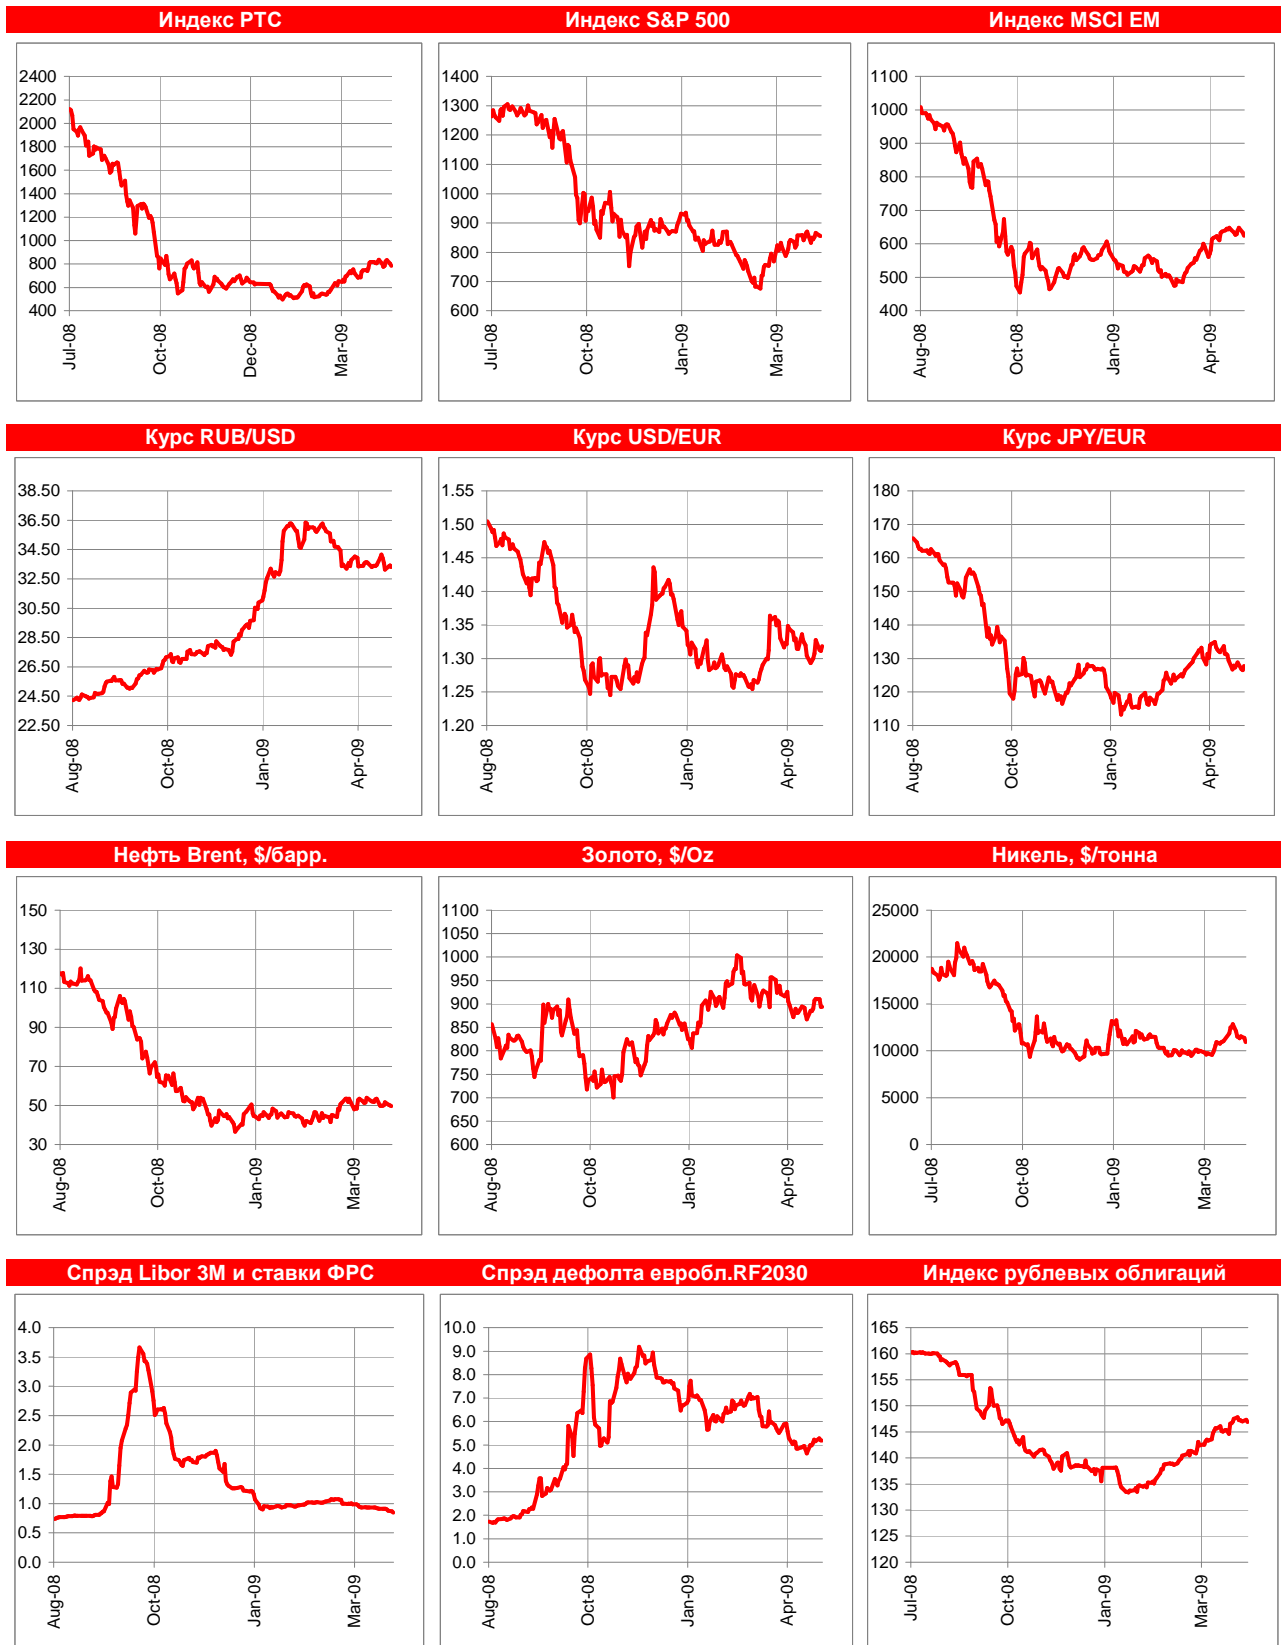 Индекс РТС
Индекс S&P 500
Индекс MSCI EM
2400
2200
2000
1800
1600
1400
1200
1000
800
600
400
Jul-08
Oct-08
Dec-08
Mar-09
1400
1300
1200
1100
1000
900
800
700
600
Jul-08
Oct-08
Jan-09
Mar-09
1100
1000
900
800
700
600
500
400
Aug-08
Oct-08
Jan-09
Apr-09
Курс RUB/USD
Курс USD/EUR
Курс JPY/EUR
38.50
36.50
34.50
32.50
30.50
28.50
26.50
24.50
22.50
Aug-08
Oct-08
Jan-09
Apr-09
1.55
1.50
1.45
1.40
1.35
1.30
1.25
1.20
Aug-08
Oct-08
Jan-09
Apr-09
180
170
160
150
140
130
120
110
Aug-08
Oct-08
Jan-09
Apr-09
Нефть Brent, $/барр.
Золото, $/Oz
Никель, $/тонна
150
130
110
90
70
50
30
Aug-08
Oct-08
Jan-09
Mar-09
1100
1050
1000
950
900
850
800
750
700
650
600
Aug-08
Oct-08
Jan-09
Apr-09
25000
20000
15000
10000
5000
0
Jul-08
Oct-08
Jan-09
Mar-09
Спрэд Libor 3M и ставки ФРС
Спрэд дефолта евробл.RF2030
Индекс рублевых облигаций
4.0
3.5
3.0
2.5
2.0
1.5
1.0
0.5
0.0
Aug-08
Oct-08
Jan-09
Mar-09
10.0
9.0
8.0
7.0
6.0
5.0
4.0
3.0
2.0
1.0
0.0
Aug-08
Oct-08
Jan-09
Apr-09
165
160
155
150
145
140
135
130
125
120
Jul-08
Oct-08
Jan-09
Mar-09